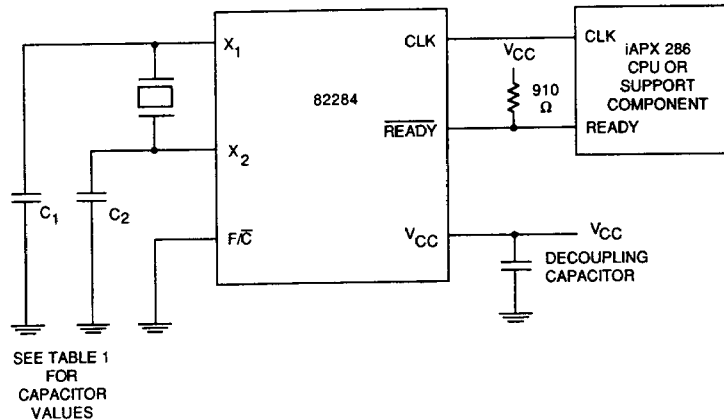 X1
CLK
VCC
CLK
iAPX 286
CPU OR
SUPPORT
COMPONENT
82284
910
Ω
READY
READY
X2
C1
C2
F/C
VCC
VCC
DECOUPLING
CAPACITOR
SEE TABLE 1
FOR
CAPACITOR
VALUES